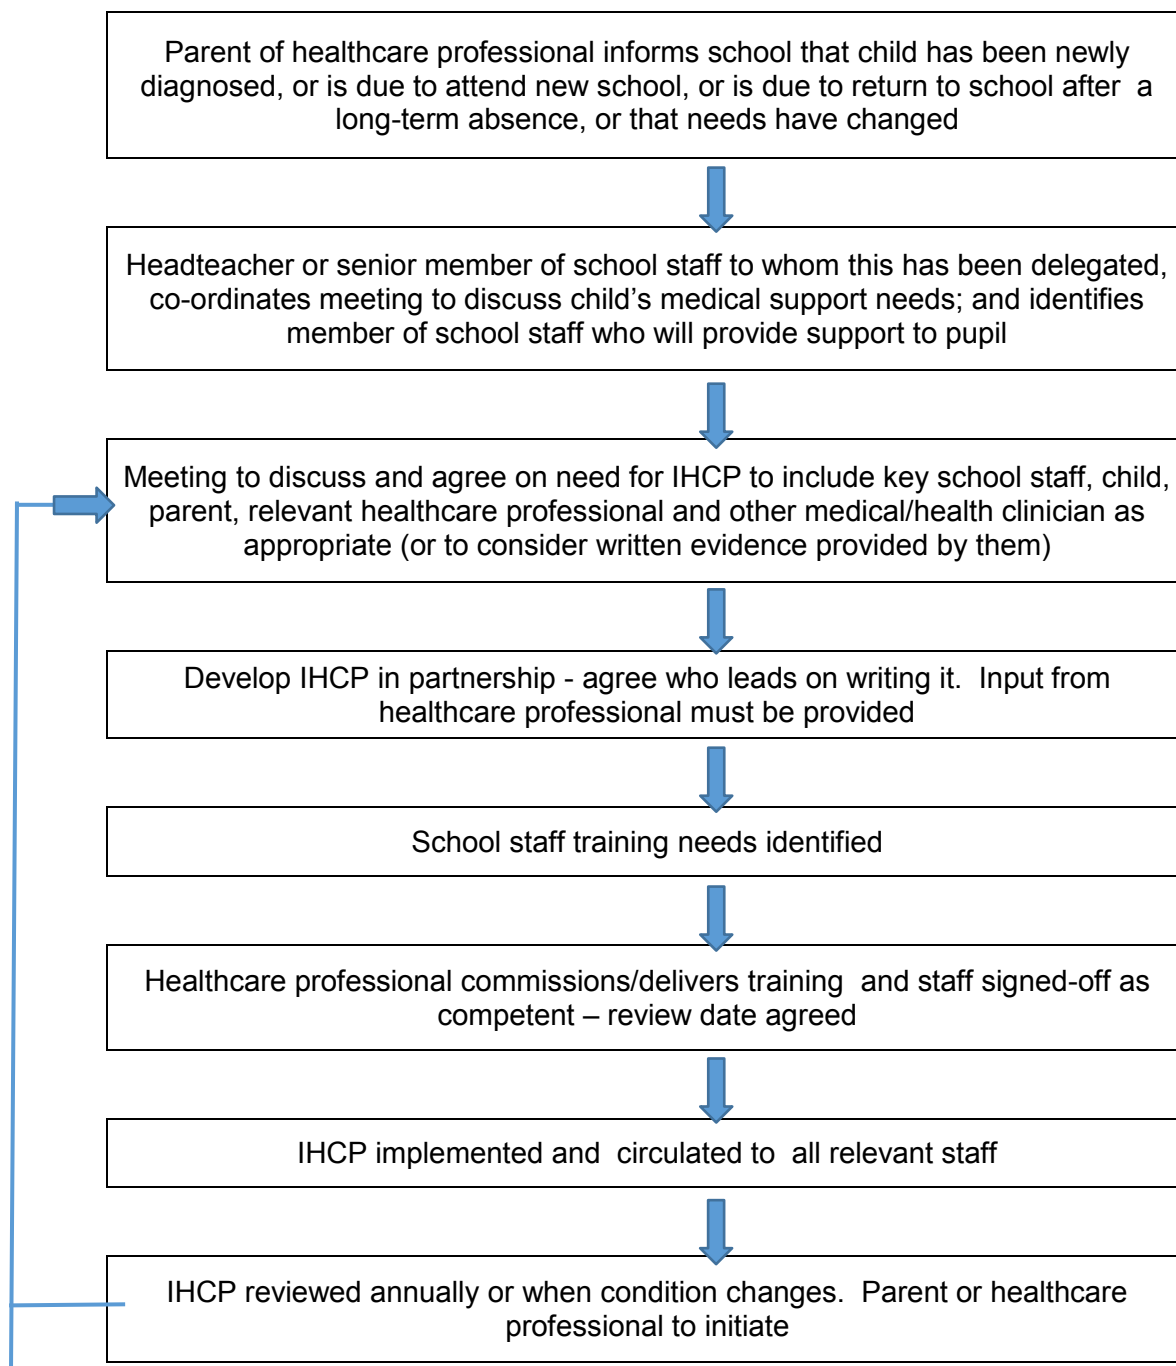 Parent of healthcare professional informs school that child has been newly
diagnosed, or is due to attend new school, or is due to return to school after a
long-term absence, or that needs have changed
Headteacher or senior member of school staff to whom this has been delegated,
co-ordinates meeting to discuss child’s medical support needs; and identifies
member of school staff who will provide support to pupil
Meeting to discuss and agree on need for IHCP to include key school staff, child,
parent, relevant healthcare professional and other medical/health clinician as
appropriate (or to consider written evidence provided by them)
Develop IHCP in partnership - agree who leads on writing it. Input from
healthcare professional must be provided
School staff training needs identified
Healthcare professional commissions/delivers training and staff signed-off as
competent – review date agreed
IHCP implemented and circulated to all relevant staff
IHCP reviewed annually or when condition changes. Parent or healthcare
professional to initiate